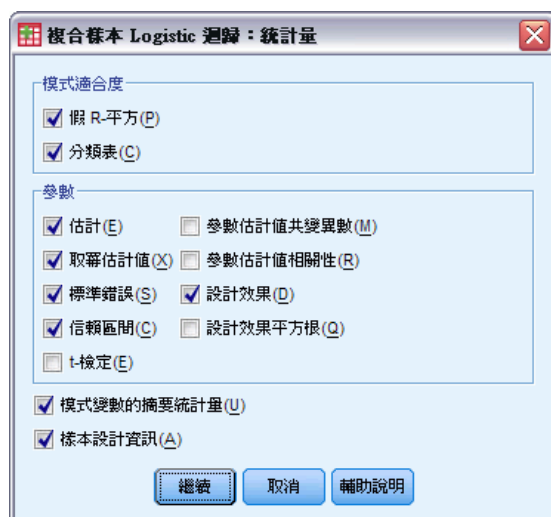 複合樣本 Logistic 迴歸：統計量
模式適合度
假 R-平方(P)
分類表(C)
參數
估計(E) 參數估計值共變異數(M)
取冪估計值(X) 參數估計值相關性(R)
標準錯誤(S) 設計效果(D)
信賴區間(C) 設計效果平方根(Q)
t-檢定(E)
模式變數的摘要統計量(U)
樣本設計資訊(A)
繼續 取消 輔助說明